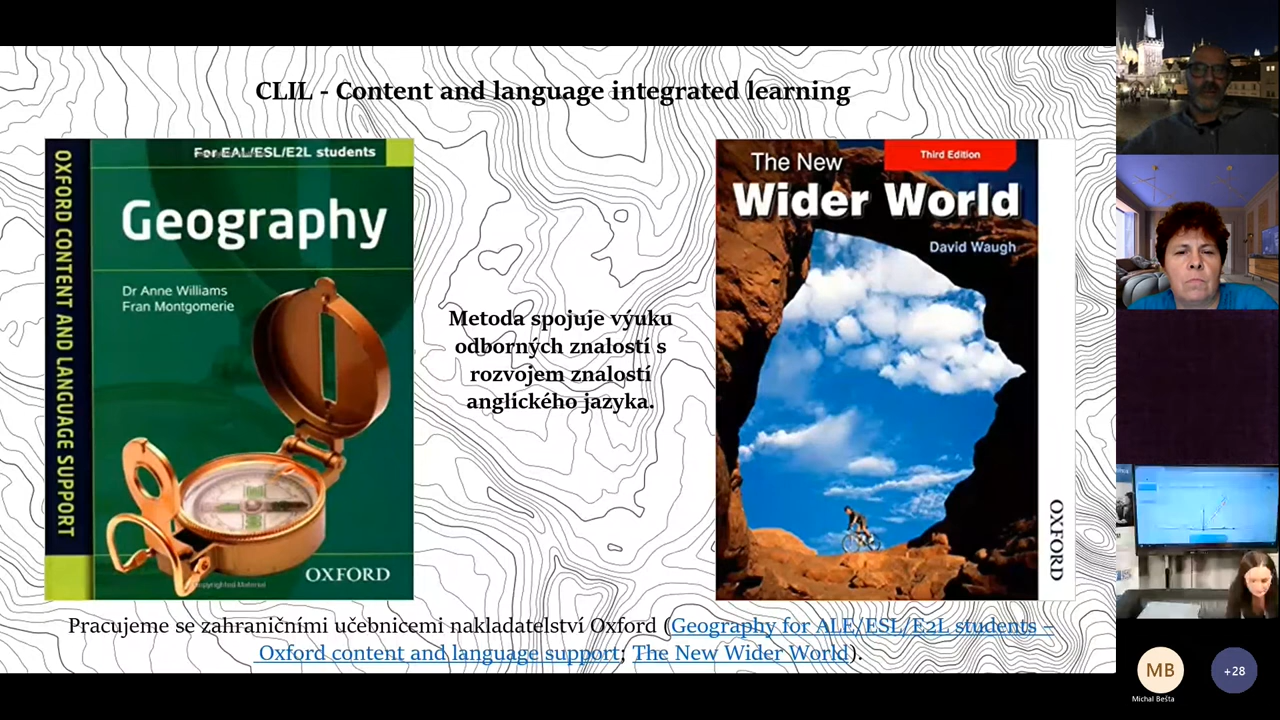 CLIL - Content and language integrated learning
OXFORD CONTENT AND LANGUAGE SUPPORT
For EAL/ESL/E2L students
Geography
Dr Anne Williams
Fran Montgomerie
OXFORD
Metoda spojuje výuku
odborných znalostí s
rozvojem znalostí
anglického jazyka.
The New
Third Edition
Wider World
David Waugh
OXFORD
Pracujeme se zahraničními učebnicemi nakladatelství Oxford (Geography for ALE/ESL/E2L students –
Oxford content and language support; The New Wider World).
MB
Michal Bešta
+28